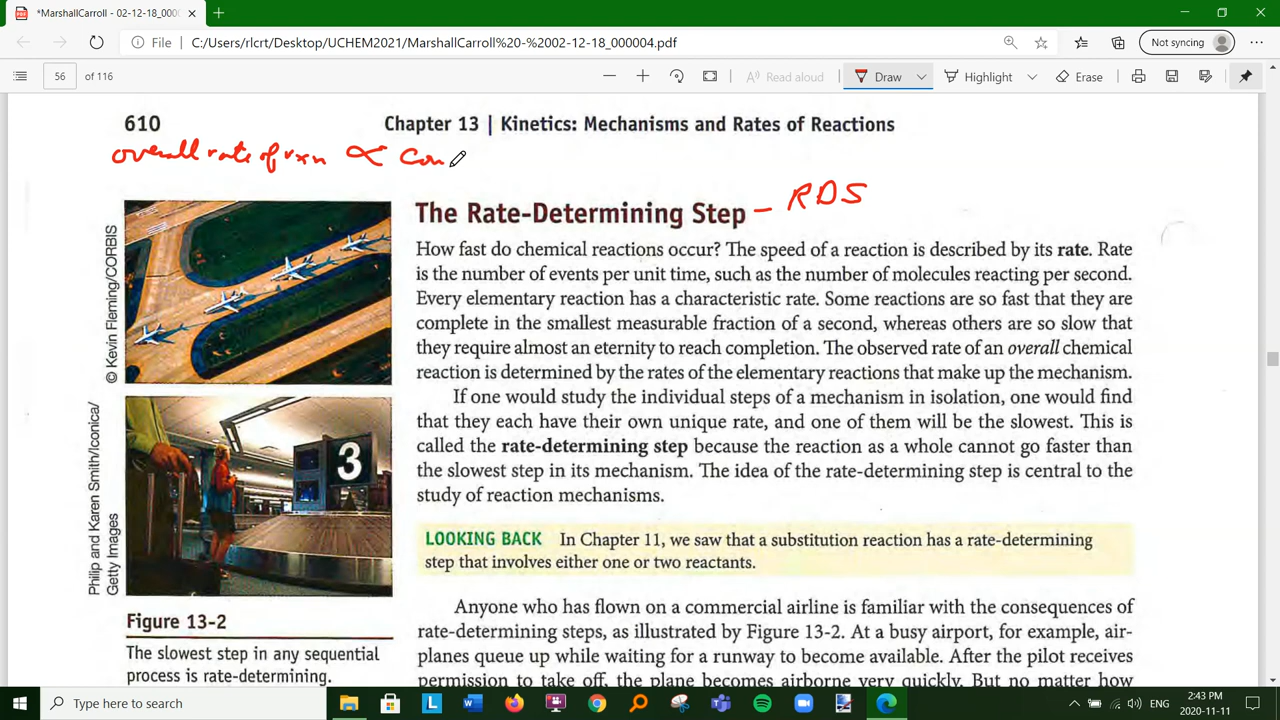 *MarshallCarroll - 02-12-18_000(
File
C:/Users/rlcrt/Desktop/UCHEM2021/MarshallCarroll%20-%2002-12-18_000004.pdf
Not syncing
56 of 116
Read aloud
Draw
Highlight
Erase
610
Chapter 13 | Kinetics: Mechanisms and Rates of Reactions
overall rate of rxn ∝ con
The Rate-Determining Step – RDS
How fast do chemical reactions occur? The speed of a reaction is described by its rate. Rate
is the number of events per unit time, such as the number of molecules reacting per second.
Every elementary reaction has a characteristic rate. Some reactions are so fast that they are
complete in the smallest measurable fraction of a second, whereas others are so slow that
they require almost an eternity to reach completion. The observed rate of an overall chemical
reaction is determined by the rates of the elementary reactions that make up the mechanism.
If one would study the individual steps of a mechanism in isolation, one would find
that they each have their own unique rate, and one of them will be the slowest. This is
called the rate-determining step because the reaction as a whole cannot go faster than
the slowest step in its mechanism. The idea of the rate-determining step is central to the
study of reaction mechanisms.
LOOKING BACK In Chapter 11, we saw that a substitution reaction has a rate-determining
step that involves either one or two reactants.
Anyone who has flown on a commercial airline is familiar with the consequences of
rate-determining steps, as illustrated by Figure 13-2. At a busy airport, for example, air-
planes queue up while waiting for a runway to become available. After the pilot receives
permission to take off, the plane becomes airborne very quickly. But no matter how
© Kevin Fleming/CORBIS
Philip and Karen Smith/Iconica/
Getty Images
3
Figure 13-2
The slowest step in any sequential
process is rate-determining.
Type here to search
ENG
2:43 PM
2020-11-11